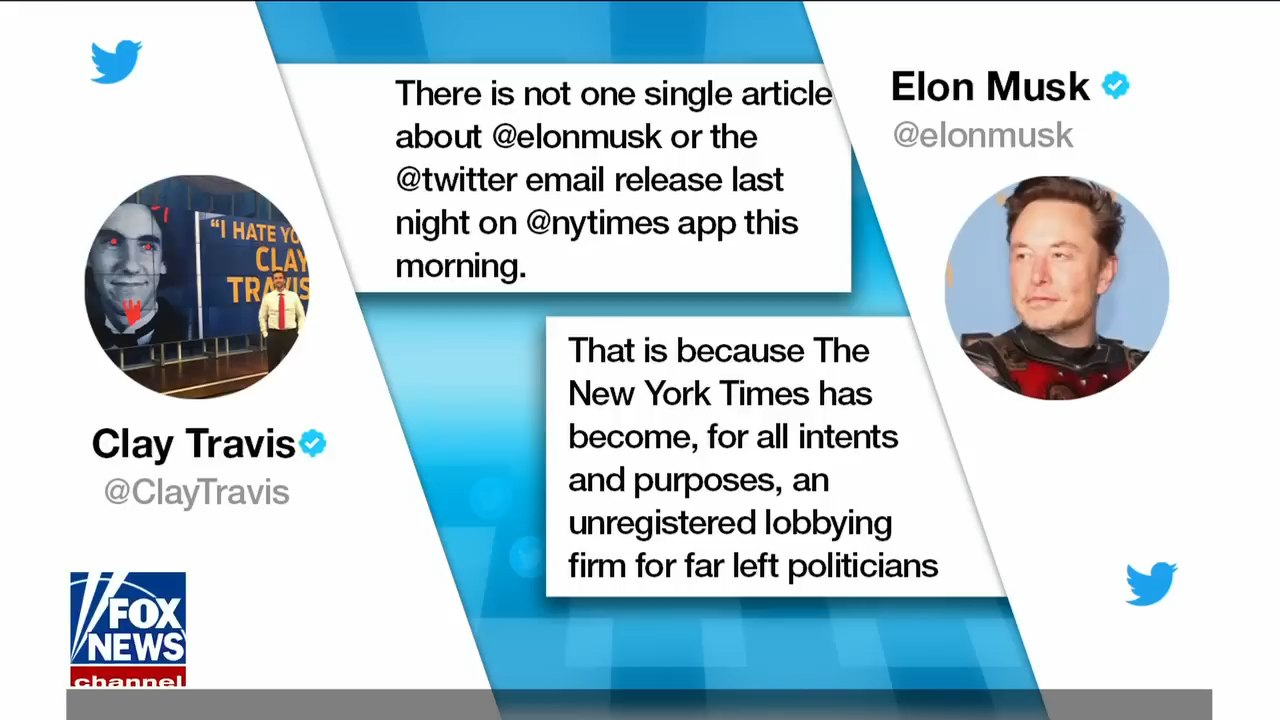 There is not one single article
about @elonmusk or the
@twitter email release last
night on @nytimes app this
morning.
Elon Musk
@elonmusk
"I HATE YO
CLAY
TRAVIS
Clay Travis
@ClayTravis
That is because The
New York Times has
become, for all intents
and purposes, an
unregistered lobbying
firm for far left politicians
FOX
NEWS
channel